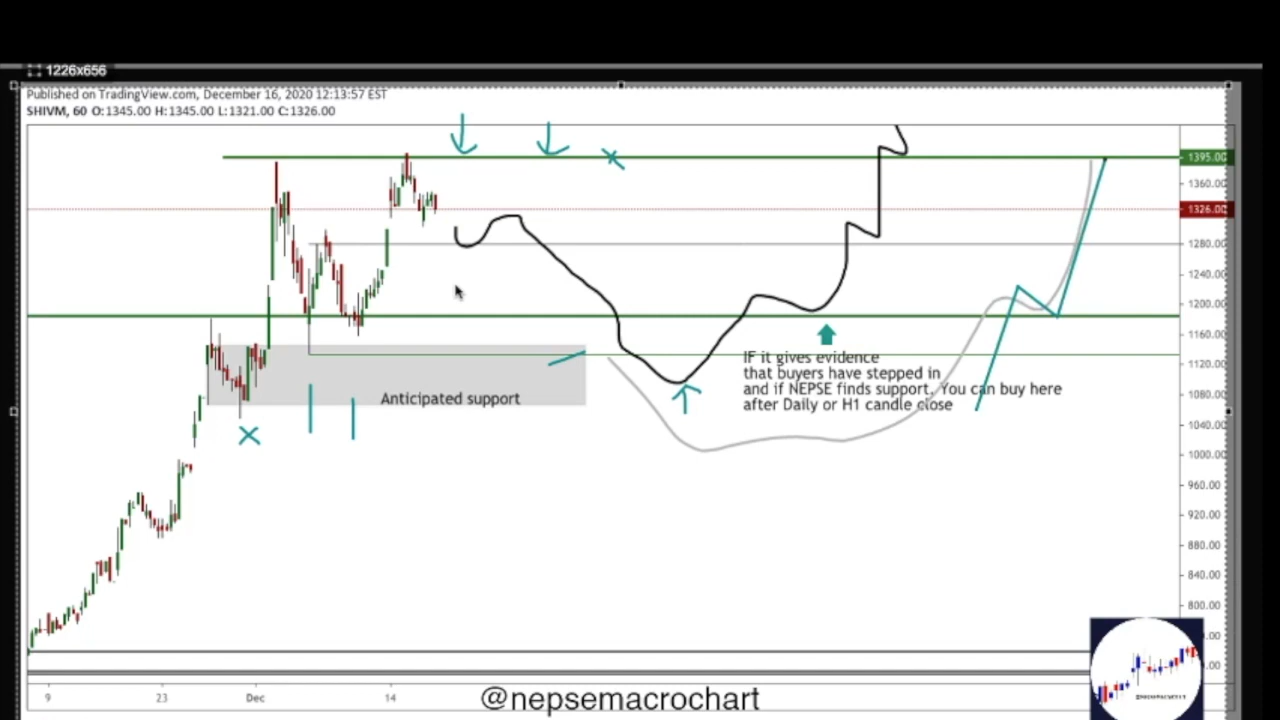 1226x656
Published on TradingView.com, December 16, 2020 12:13:57 EST
SHIVM, 60 O:1345.00 H:1345.00 L:1321.00 C:1326.00
1395.00
1360.00
1326.00
1280.00
1240.00
1200.00
1160.00
1120.00
1080.00
1040.00
1000.00
960.00
920.00
880.00
840.00
800.00
IF it gives evidence
that buyers have stepped in
and if NEPSE finds support. You can buy here
after Daily or H1 candle close
Anticipated support
9 23 Dec 14
@nepsemacrochart